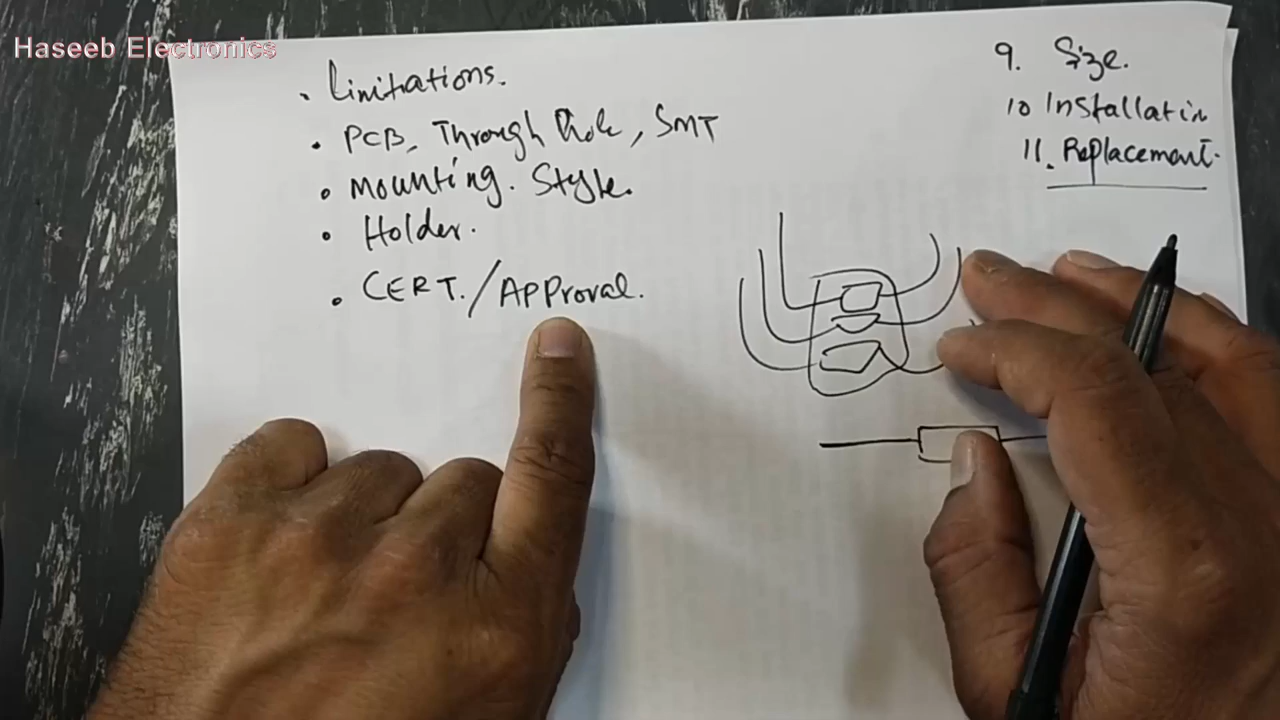 Haseeb Electronics
. Limitations.
. PCB, Through Hole, SMT
. Mounting. Style.
. Holder.
. CERT./Approval.
9. Size.
10 Installatin
11. Replacement.